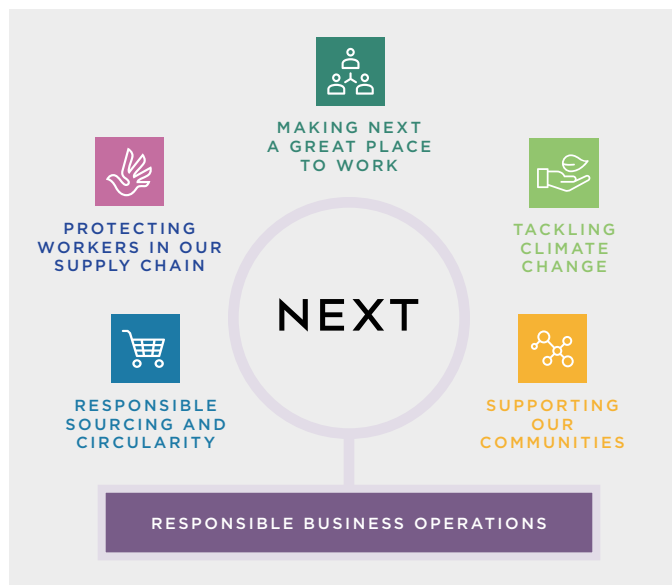 MAKING NEXT
A GREAT PLACE
TO WORK
PROTECTING
WORKERS IN OUR
SUPPLY CHAIN
TACKLING
CLIMATE
CHANGE
NEXT
RESPONSIBLE
SOURCING AND
CIRCULARITY
SUPPORTING
OUR
COMMUNITIES
RESPONSIBLE BUSINESS OPERATIONS